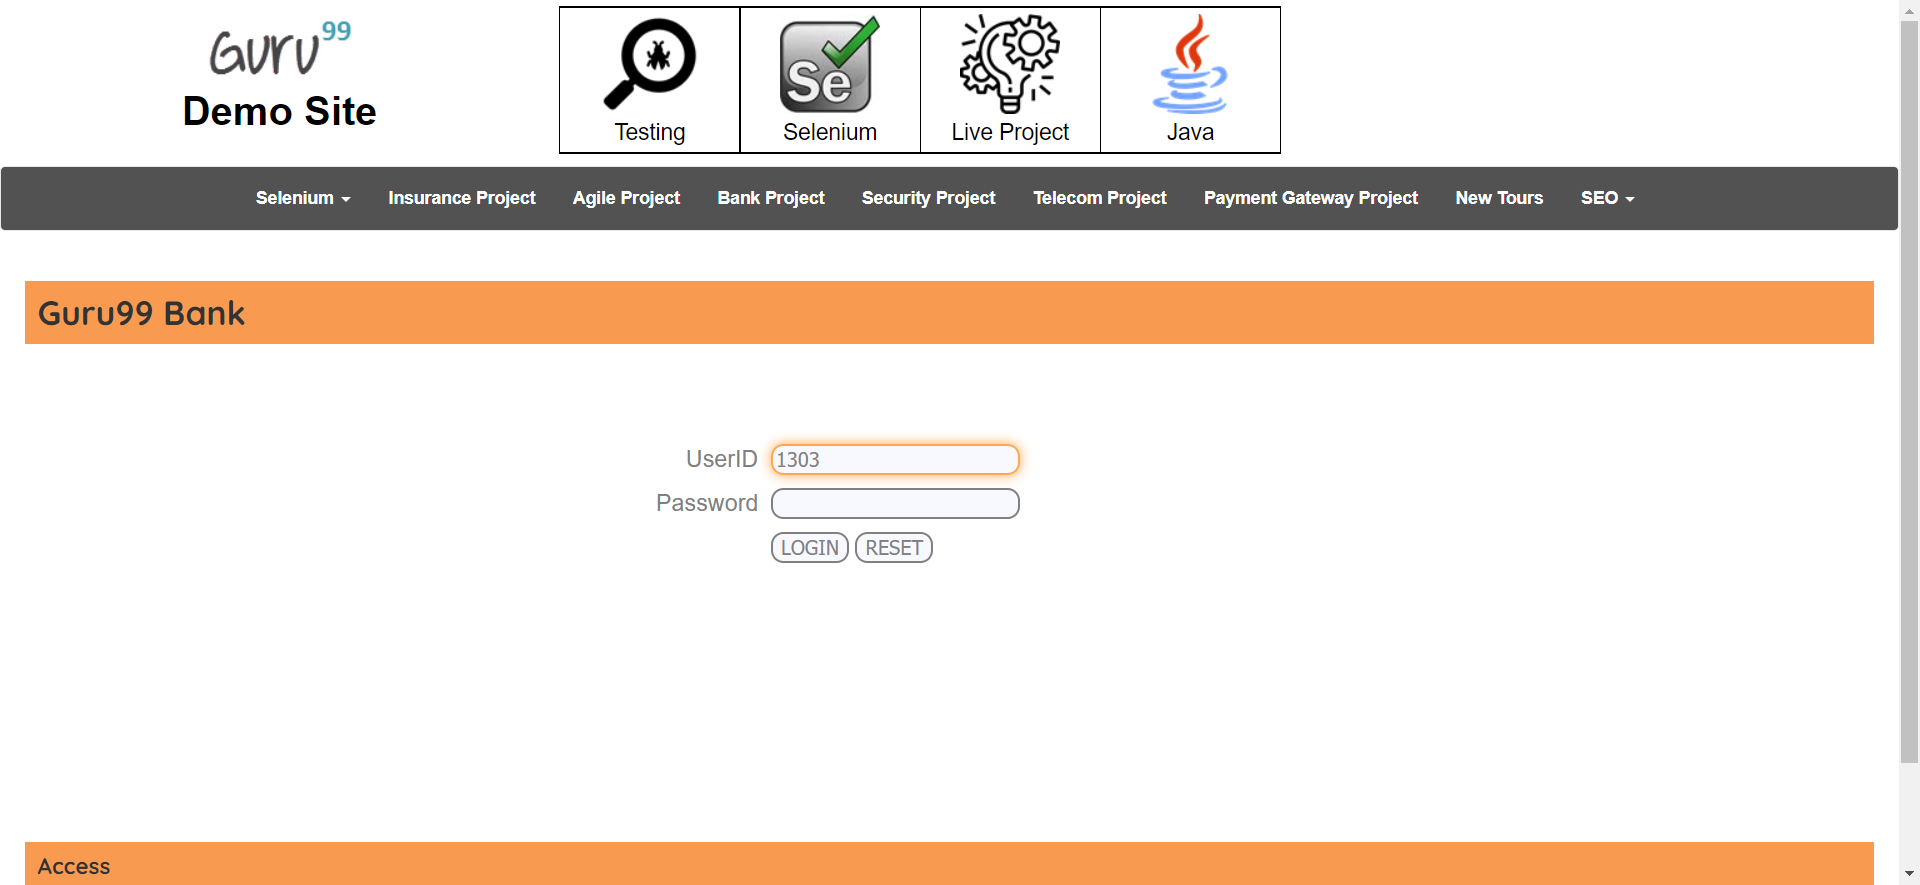 Guru99
Demo Site
Se
Testing
Selenium
Live Project
Java
Selenium
Insurance Project
Agile Project
Bank Project
Security Project
Telecom Project
Payment Gateway Project
New Tours
SEO
Guru99 Bank
UserID
1303
Password
LOGIN
RESET
Access